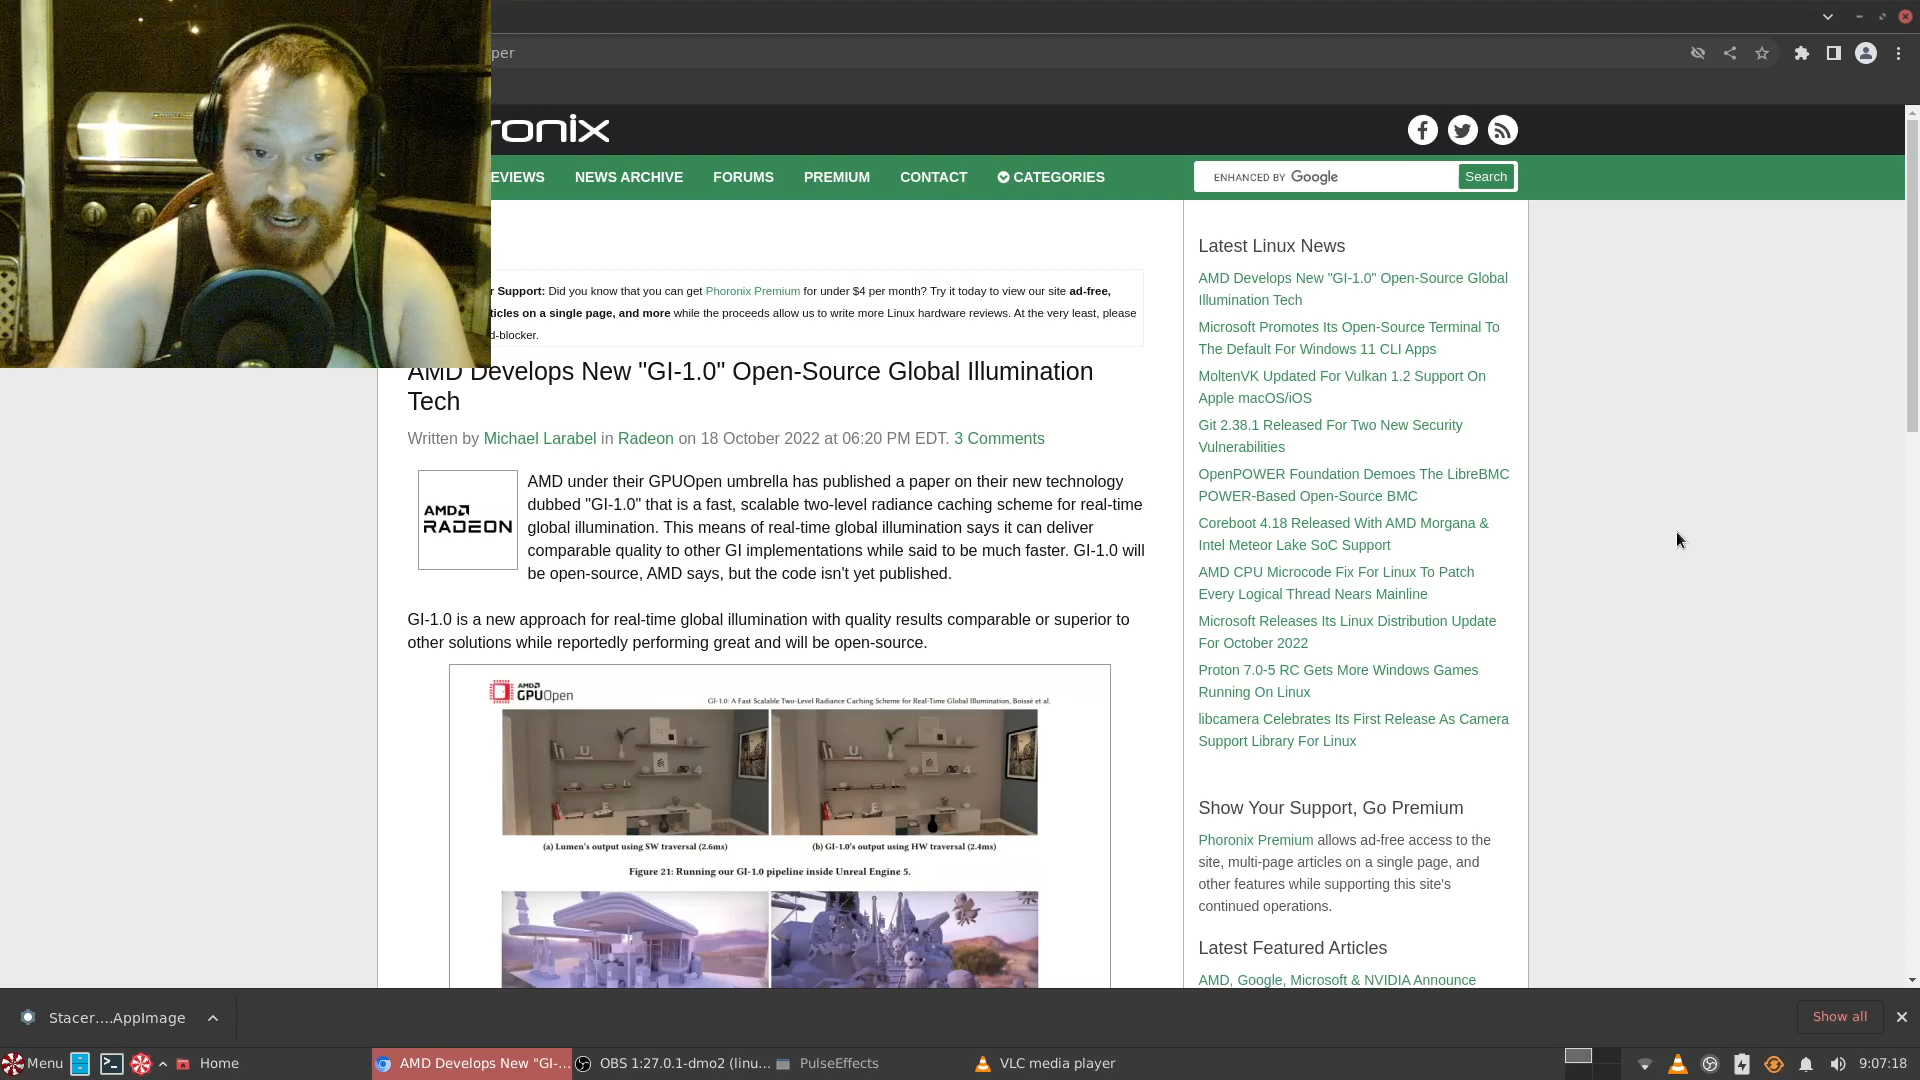 per
ronix
EVIEWS NEWS ARCHIVE FORUMS PREMIUM CONTACT CATEGORIES
ENHANCED BY Google Search
r Support: Did you know that you can get Phoronix Premium for under $4 per month? Try it today to view our site ad-free,
ticles on a single page, and more while the proceeds allow us to write more Linux hardware reviews. At the very least, please
d-blocker.
AMD Develops New "GI-1.0" Open-Source Global Illumination
Tech
Written by Michael Larabel in Radeon on 18 October 2022 at 06:20 PM EDT. 3 Comments
AMD
RADEON
AMD under their GPUOpen umbrella has published a paper on their new technology
dubbed "GI-1.0" that is a fast, scalable two-level radiance caching scheme for real-time
global illumination. This means of real-time global illumination says it can deliver
comparable quality to other GI implementations while said to be much faster. GI-1.0 will
be open-source, AMD says, but the code isn't yet published.
GI-1.0 is a new approach for real-time global illumination with quality results comparable or superior to
other solutions while reportedly performing great and will be open-source.
AMD
GPUOpen
GI-1.0: A Fast Scalable Two-Level Radiance Caching Scheme for Real-Time Global Illumination, Boissé et al.
(a) Lumen's output using SW traversal (2.6ms) (b) GI-1.0's output using HW traversal (2.4ms)
Figure 21: Running our GI-1.0 pipeline inside Unreal Engine 5.
Latest Linux News
AMD Develops New "GI-1.0" Open-Source Global
Illumination Tech
Microsoft Promotes Its Open-Source Terminal To
The Default For Windows 11 CLI Apps
MoltenVK Updated For Vulkan 1.2 Support On
Apple macOS/iOS
Git 2.38.1 Released For Two New Security
Vulnerabilities
OpenPOWER Foundation Demoes The LibreBMC
POWER-Based Open-Source BMC
Coreboot 4.18 Released With AMD Morgana &
Intel Meteor Lake SoC Support
AMD CPU Microcode Fix For Linux To Patch
Every Logical Thread Nears Mainline
Microsoft Releases Its Linux Distribution Update
For October 2022
Proton 7.0-5 RC Gets More Windows Games
Running On Linux
libcamera Celebrates Its First Release As Camera
Support Library For Linux
Show Your Support, Go Premium
Phoronix Premium allows ad-free access to the
site, multi-page articles on a single page, and
other features while supporting this site's
continued operations.
Latest Featured Articles
AMD, Google, Microsoft & NVIDIA Announce
Stacer....AppImage
Show all
Menu Home AMD Develops New "GI-... OBS 1:27.0.1-dmo2 (linu... PulseEffects VLC media player 9:07:18